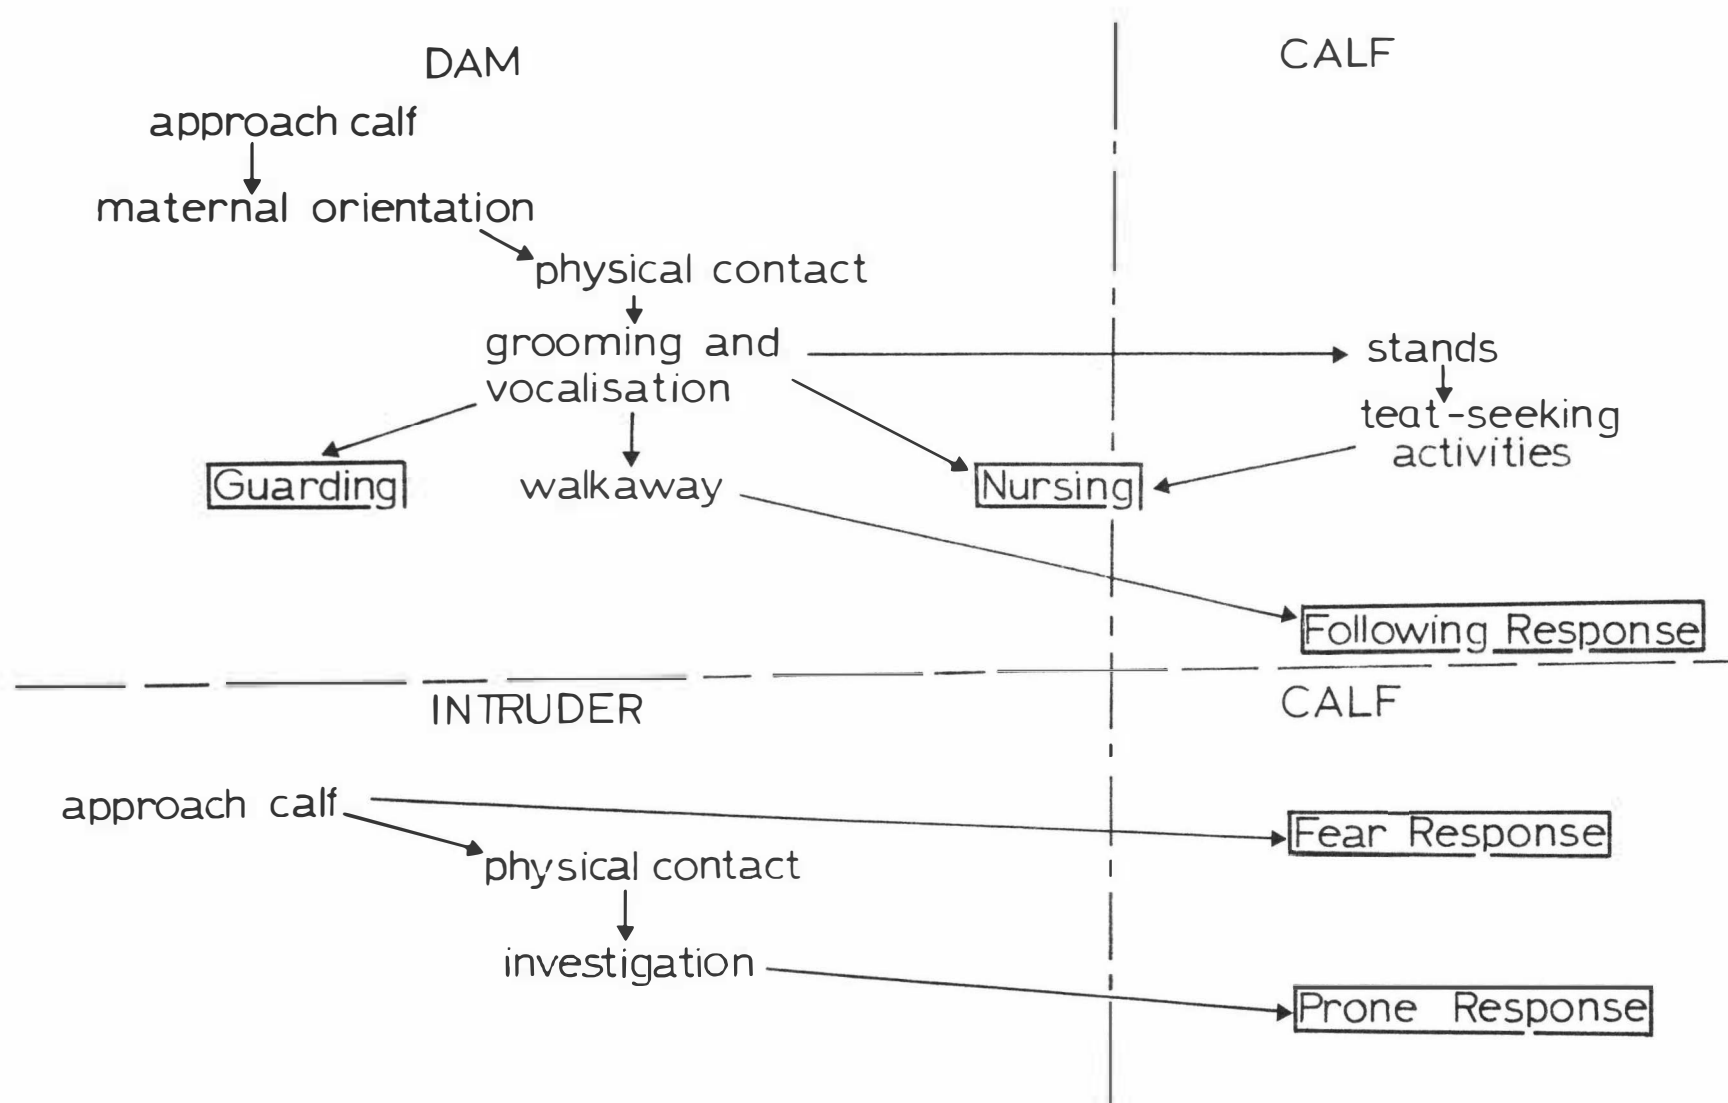 DAM
CALF
approach calf
maternal orientation
physical contact
grooming and
vocalisation
stands
teat-seeking
activities
Guarding
walkaway
Nursing
Following Response
INTRUDER
CALF
approach calf
Fear Response
physical contact
investigation
Prone Response